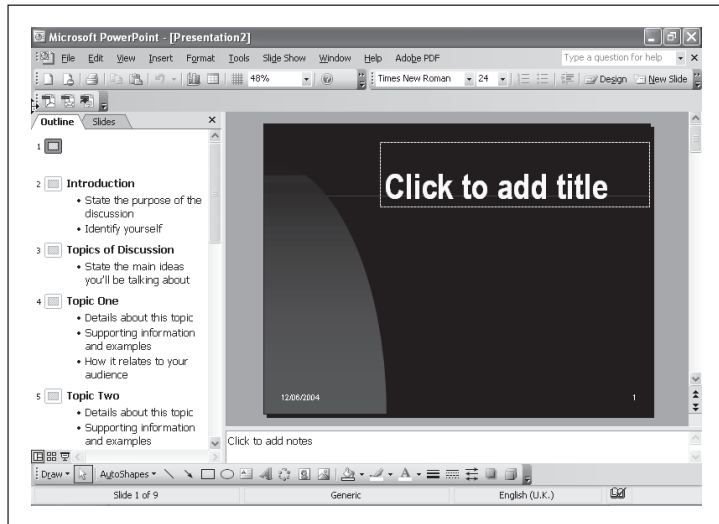 Microsoft PowerPoint - [Presentation2]
File Edit View Insert Format Tools Slide Show Window Help Adobe PDF Type a question for help
48% Times New Roman 24 Design New Slide
Outline Slides
1
2 Introduction
• State the purpose of the
discussion
• Identify yourself
3 Topics of Discussion
• State the main ideas
you'll be talking about
4 Topic One
• Details about this topic
• Supporting information
and examples
• How it relates to your
audience
5 Topic Two
• Details about this topic
• Supporting information
and examples
Click to add title
12/06/2004 1
Click to add notes
Draw AutoShapes
Slide 1 of 9 Generic English (U.K.)